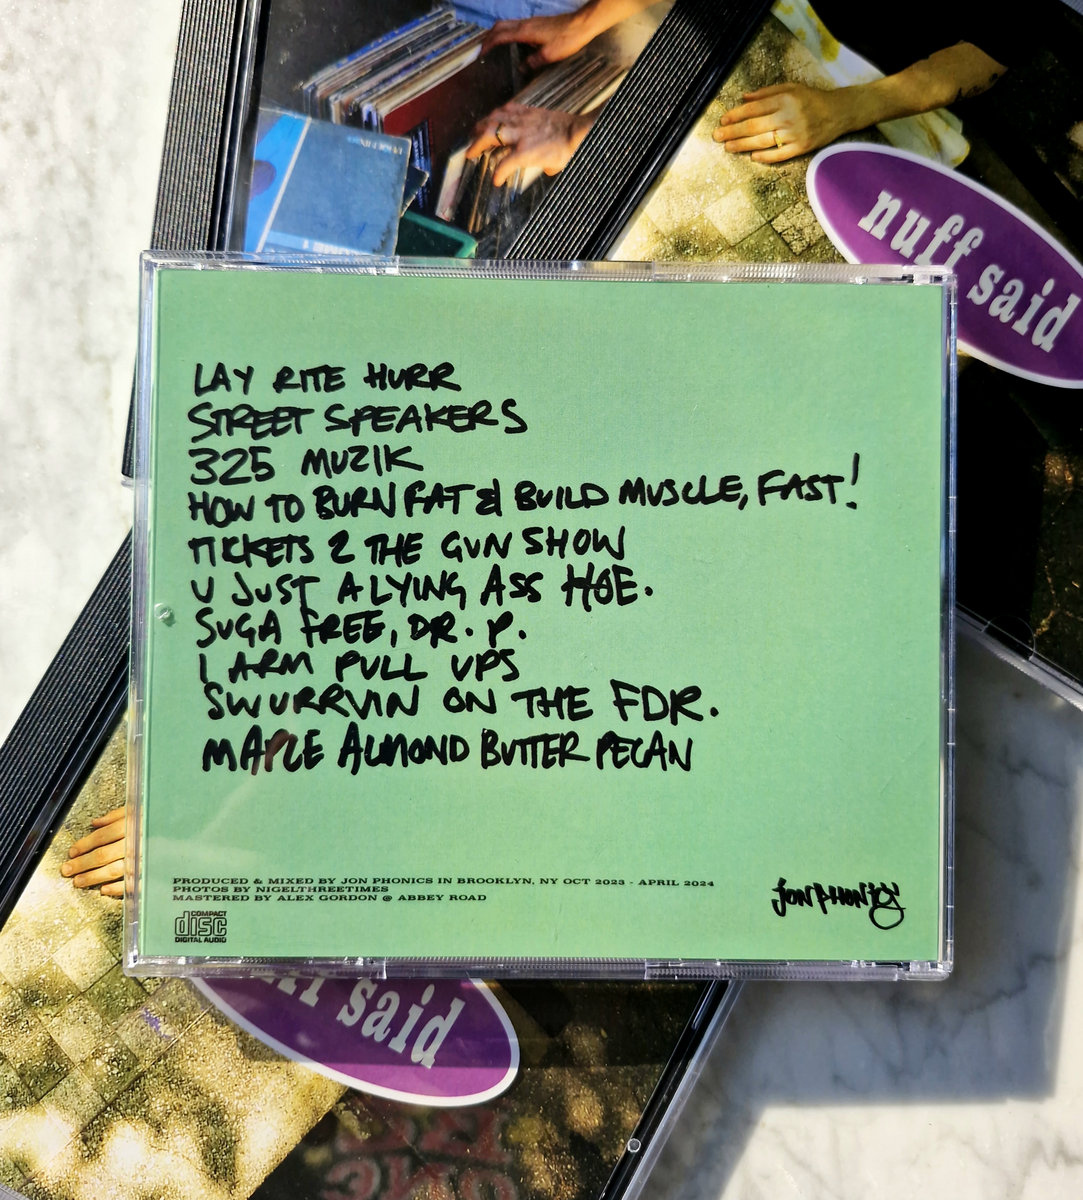 nuff said
LAY RITE HURR
STREET SPEAKERS
325 MUZIK
HOW TO BURN FAT & BUILD MUSCLE, FAST!
TICKETS 2 THE GUN SHOW
U JUST A LYING ASS HOE.
SUGA FREE, DR. P.
1 ARM PULL UPS
SWURRVIN ON THE FDR.
MAPLE ALMOND BUTTER PECAN
PRODUCED & MIXED BY JON PHONICS IN BROOKLYN, NY OCT 2023 - APRIL 2024
PHOTOS BY NIGELTHREETIMES
MASTERED BY ALEX GORDON @ ABBEY ROAD
JON PHONICS
COMPACT
disc
DIGITAL AUDIO
said